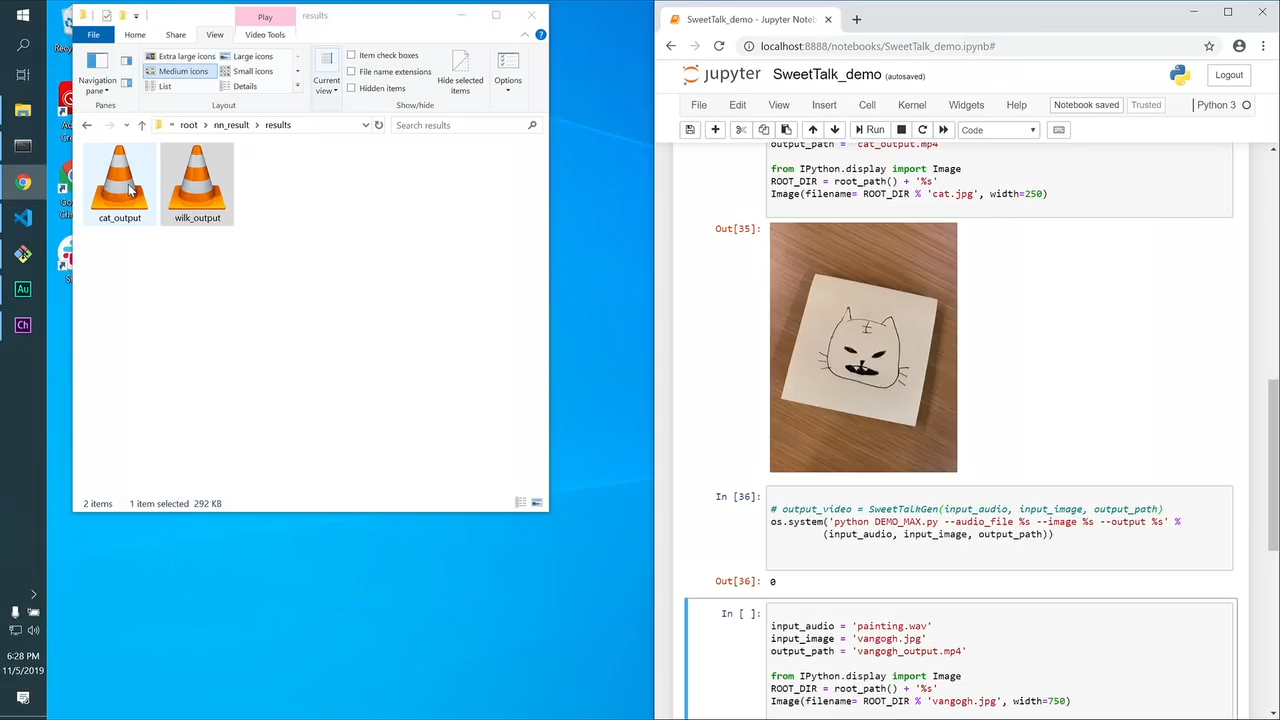 Play
results
File
Home
Share
View
Video Tools
Navigation
pane
Extra large icons
Large icons
Medium icons
Small icons
List
Details
Current
view
Item check boxes
File name extensions
Hidden items
Hide selected
items
Options
Panes
Layout
Show/hide
« root > nn_result > results
Search results
cat_output
wilk_output
2 items
1 item selected 292 KB
Au
Ch
6:28 PM
11/5/2019
SweetTalk_demo - Jupyter Noteb
localhost:8888/notebooks/SweetTalk_demo.ipynb#
jupyter SweetTalk_demo (autosaved)
Logout
File Edit View Insert Cell Kernel Widgets Help
Notebook saved
Trusted
Python 3
Run
Code
output_path = 'cat_output.mp4'
from IPython.display import Image
ROOT_DIR = root_path() + '%s'
Image(filename= ROOT_DIR % 'cat.jpg', width=250)
Out[35]:
In [36]:
# output_video = SweetTalkGen(input_audio, input_image, output_path)
os.system('python DEMO_MAX.py --audio_file %s --image %s --output %s' %
(input_audio, input_image, output_path))
Out[36]: 0
In [ ]:
input_audio = 'painting.wav'
input_image = 'vangogh.jpg'
output_path = 'vangogh_output.mp4'
from IPython.display import Image
ROOT_DIR = root_path() + '%s'
Image(filename= ROOT_DIR % 'vangogh.jpg', width=750)